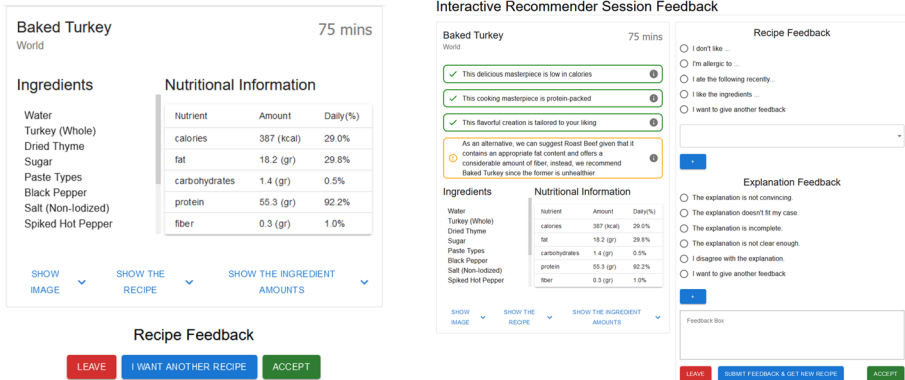 Baked Turkey 75 mins
World
Ingredients
Water
Turkey (Whole)
Dried Thyme
Sugar
Paste Types
Black Pepper
Salt (Non-Iodized)
Spiked Hot Pepper
Nutritional Information
Nutrient Amount Daily(%)
calories 387 (kcal) 29.0%
fat 18.2 (gr) 29.8%
carbohydrates 1.4 (gr) 0.5%
protein 55.3 (gr) 92.2%
fiber 0.3 (gr) 1.0%
SHOW IMAGE
SHOW THE RECIPE
SHOW THE INGREDIENT AMOUNTS
Recipe Feedback
LEAVE
I WANT ANOTHER RECIPE
ACCEPT
Interactive Recommender Session Feedback
Baked Turkey 75 mins
World
This delicious masterpiece is low in calories
This cooking masterpiece is protein-packed
This flavorful creation is tailored to your liking
As an alternative, we can suggest Roast Beef given that it
contains an appropriate fat content and offers a
considerable amount of fiber, instead, we recommend
Baked Turkey since the former is unhealthier
Ingredients
Water
Turkey (Whole)
Dried Thyme
Sugar
Paste Types
Black Pepper
Salt (Non-Iodized)
Spiked Hot Pepper
Nutritional Information
Nutrient Amount Daily(%)
calories 387 (kcal) 29.0%
fat 18.2 (gr) 29.8%
carbohydrates 1.4 (gr) 0.5%
protein 55.3 (gr) 92.2%
fiber 0.3 (gr) 1.0%
SHOW IMAGE
SHOW THE RECIPE
SHOW THE INGREDIENT AMOUNTS
Recipe Feedback
I don't like ...
I'm allergic to ...
I ate the following recently...
I like the ingredients ...
I want to give another feedback
+
Explanation Feedback
The explanation is not convincing.
The explanation doesn't fit my case.
The explanation is incomplete.
The explanation is not clear enough.
I disagree with the explanation.
I want to give another feedback
+
Feedback Box
LEAVE
SUBMIT FEEDBACK & GET NEW RECIPE
ACCEPT